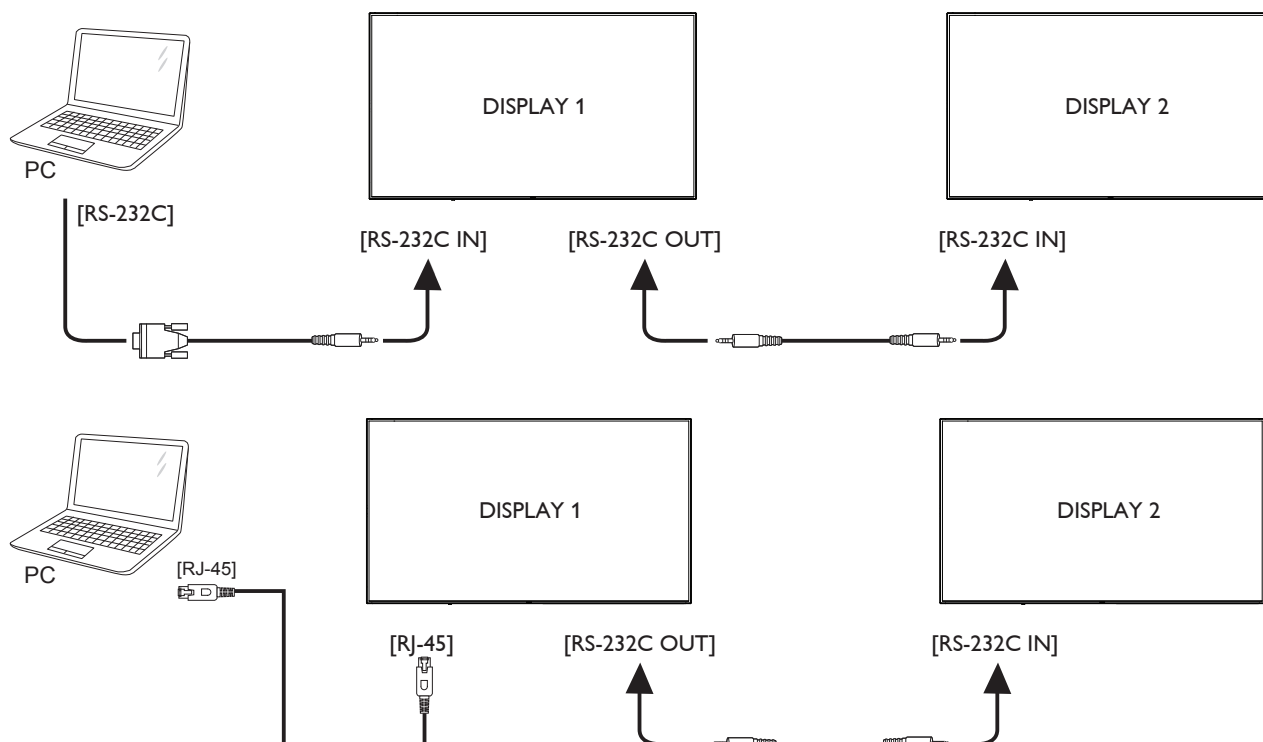 DISPLAY 1
DISPLAY 2
PC
[RS-232C]
[RS-232C IN]
[RS-232C OUT]
[RS-232C IN]
DISPLAY 1
DISPLAY 2
PC
[RJ-45]
[RJ-45]
[RS-232C OUT]
[RS-232C IN]